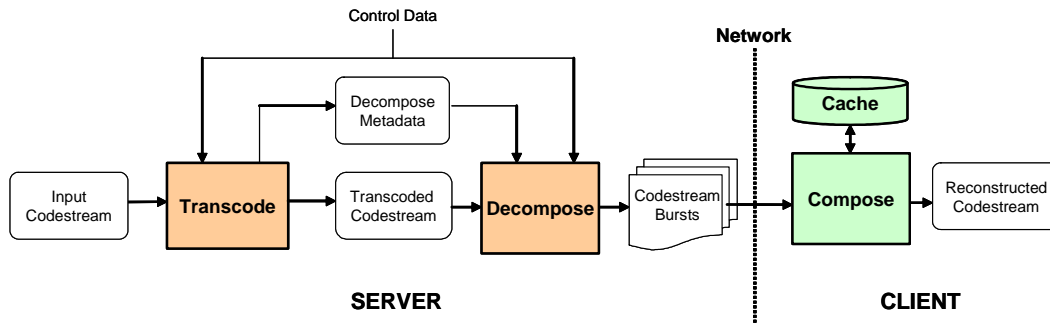 Control Data
Network
Decompose
Metadata
Cache
Input
Codestream
Transcode
Transcoded
Codestream
Decompose
Codestream
Bursts
Compose
Reconstructed
Codestream
SERVER
CLIENT